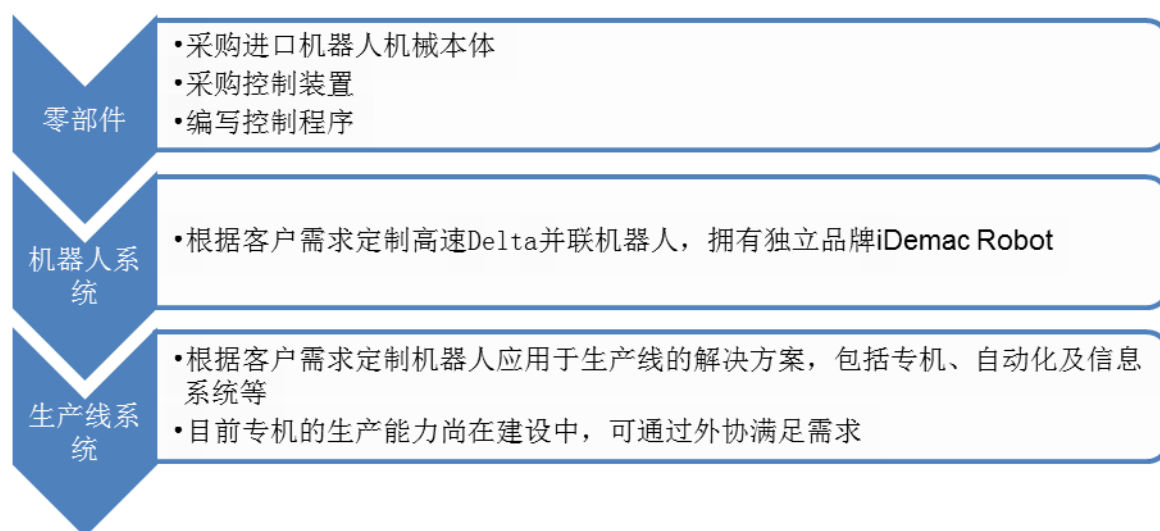 零部件
•采购进口机器人机械本体
•采购控制装置
•编写控制程序
机器人系
统
•根据客户需求定制高速Delta并联机器人，拥有独立品牌iDemac Robot
生产线系
统
•根据客户需求定制机器人应用于生产线的解决方案，包括专机、自动化及信息
系统等
•目前专机的生产能力尚在建设中，可通过外协满足需求